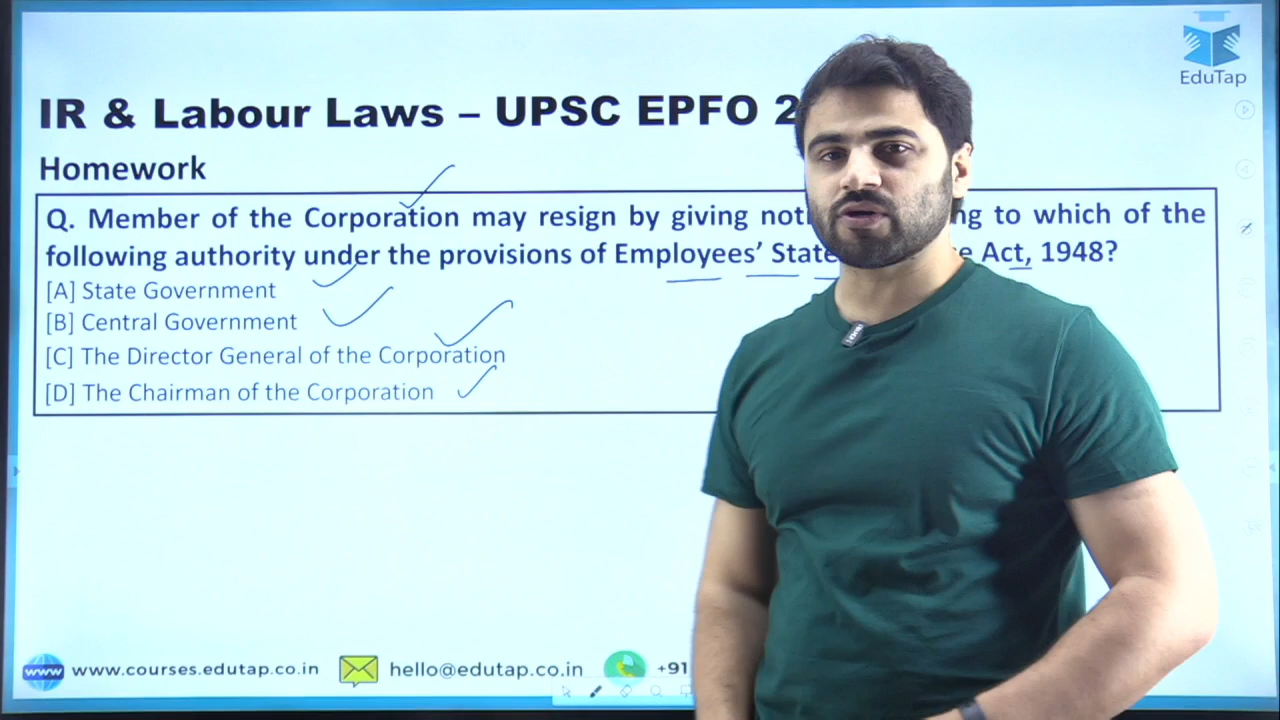 EduTap
IR & Labour Laws – UPSC EPFO 2
Homework
Q. Member of the Corporation may resign by giving to which of the
following authority under the provisions of Employees' State Act, 1948?
[A] State Government
[B] Central Government
[C] The Director General of the Corporation
[D] The Chairman of the Corporation
www www.courses.edutap.co.in hello@edutap.co.in +91